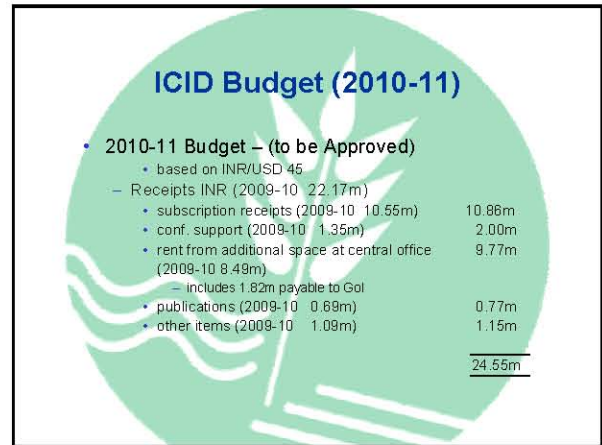 ICID Budget (2010-11)
• 2010-11 Budget – (to be Approved)
• based on INR/USD 45
– Receipts INR (2009-10 22.17m)
• subscription receipts (2009-10 10.55m) 10.86m
• conf. support (2009-10 1.35m) 2.00m
• rent from additional space at central office 9.77m
(2009-10 8.49m)
– includes 1.82m payable to GoI
• publications (2009-10 0.69m) 0.77m
• other items (2009-10 1.09m) 1.15m
24.55m